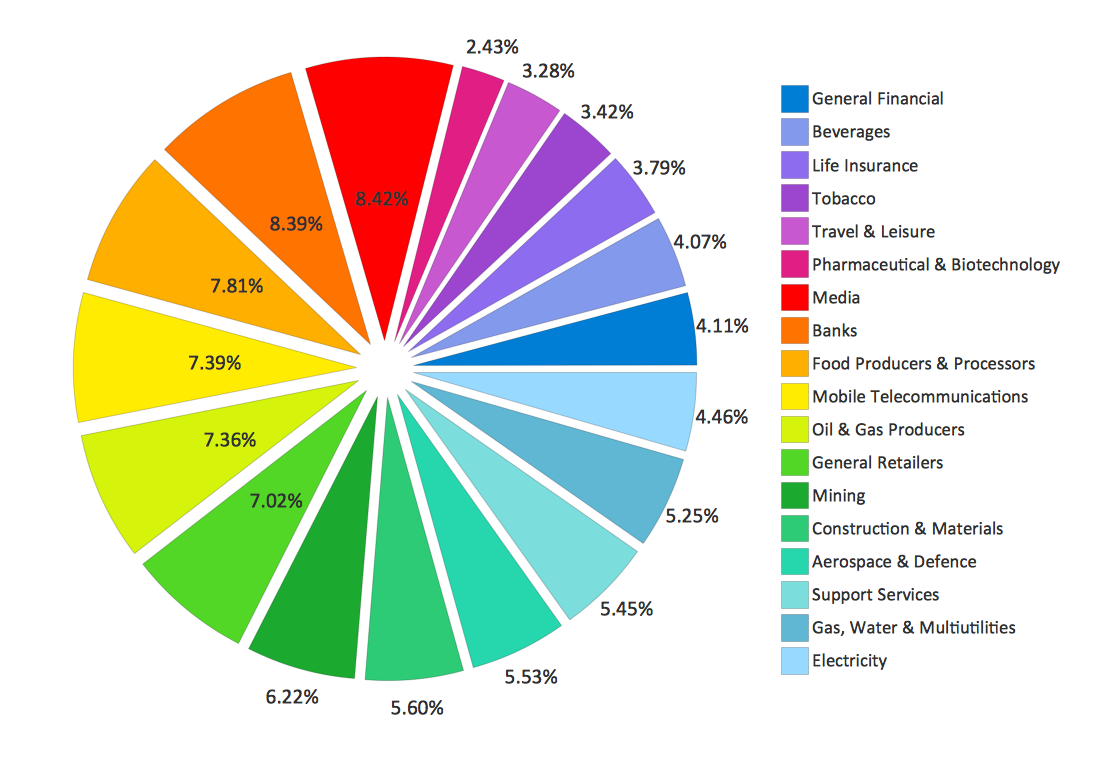 2.43%
3.28%
3.42%
3.79%
4.07%
4.11%
4.46%
5.25%
5.45%
5.53%
5.60%
6.22%
7.02%
7.36%
7.39%
7.81%
8.39%
8.42%
General Financial
Beverages
Life Insurance
Tobacco
Travel & Leisure
Pharmaceutical & Biotechnology
Media
Banks
Food Producers & Processors
Mobile Telecommunications
Oil & Gas Producers
General Retailers
Mining
Construction & Materials
Aerospace & Defence
Support Services
Gas, Water & Multiutilities
Electricity